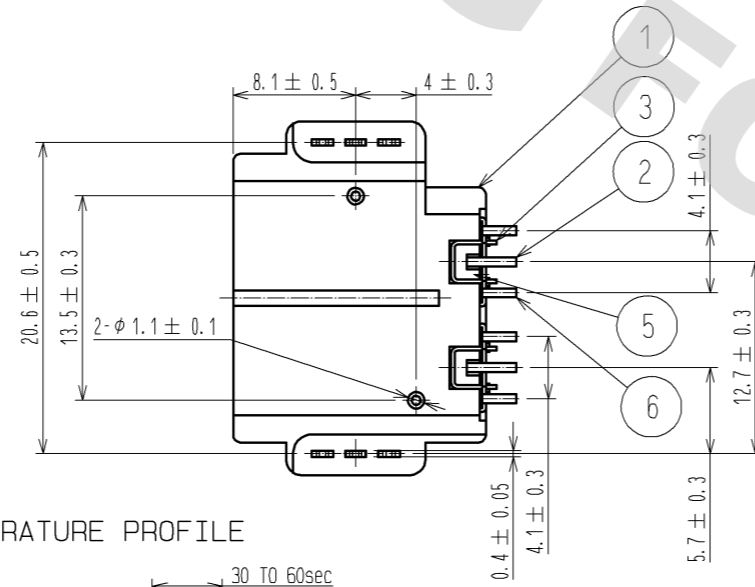 8.1 ± 0.5
4 ± 0.3
1
3
2
4.1 ± 0.3
20.6 ± 0.5
13.5 ± 0.3
2-φ1.1 ± 0.1
5
6
12.7 ± 0.3
0.4 ± 0.05
4.1 ± 0.3
5.7 ± 0.3
RATURE PROFILE
30 TO 60sec